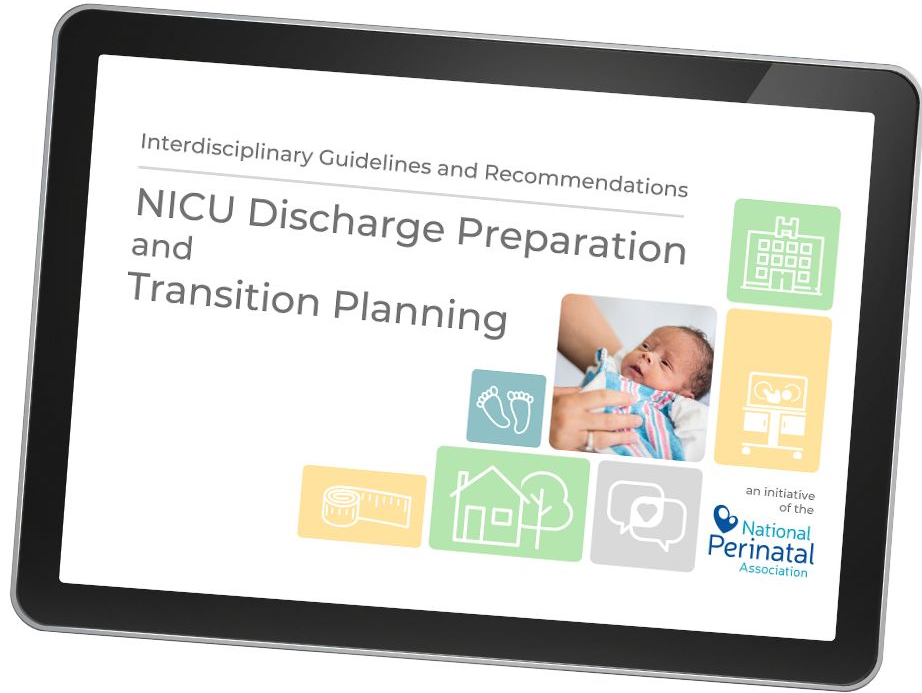 Interdisciplinary Guidelines and Recommendations
NICU Discharge Preparation
and
Transition Planning
an initiative
of the
National
Perinatal
Association